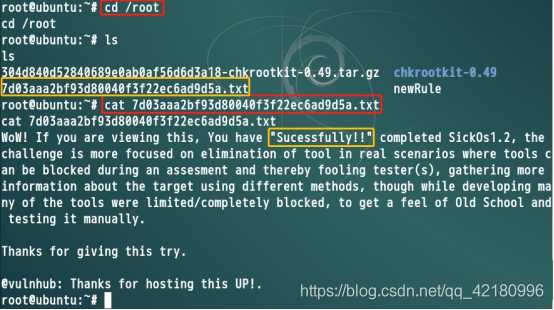 root@ubuntu:~# cd /root
cd /root
root@ubuntu:~# ls
ls
304d840d52840689e0ab0af56d6d3a18-chkrootkit-0.49.tar.gz  chkrootkit-0.49
7d03aaa2bf93d80040f3f22ec6ad9d5a.txt  newRule
root@ubuntu:~# cat 7d03aaa2bf93d80040f3f22ec6ad9d5a.txt
cat 7d03aaa2bf93d80040f3f22ec6ad9d5a.txt
WoW! If you are viewing this, You have "Sucessfully!!" completed SickOs1.2, the
challenge is more focused on elimination of tool in real scenarios where tools c
an be blocked during an assesment and thereby fooling tester(s), gathering more
information about the target using different methods, though while developing ma
ny of the tools were limited/completely blocked, to get a feel of Old School and
testing it manually.
Thanks for giving this try.
@vulnhub: Thanks for hosting this UP!.
root@ubuntu:~#
https://blog.csdn.net/qq_42180996